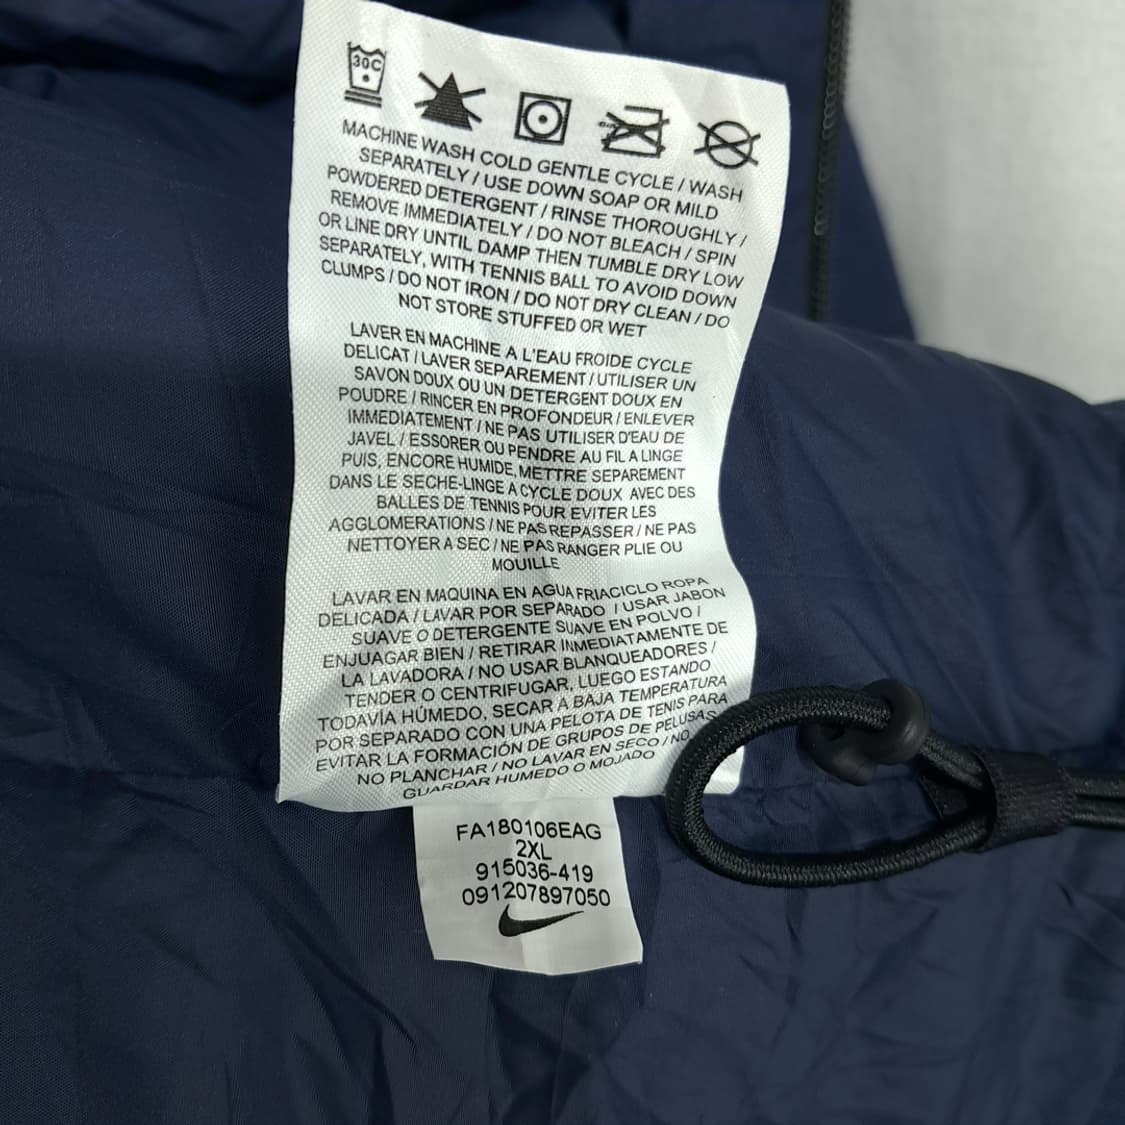 30C
MACHINE WASH COLD GENTLE CYCLE / WASH
SEPARATELY / USE DOWN SOAP OR MILD
POWDERED DETERGENT / RINSE THOROUGHLY /
REMOVE IMMEDIATELY / DO NOT BLEACH / SPIN
OR LINE DRY UNTIL DAMP THEN TUMBLE DRY LOW
SEPARATELY, WITH TENNIS BALL TO AVOID DOWN
CLUMPS / DO NOT IRON / DO NOT DRY CLEAN / DO
NOT STORE STUFFED OR WET
LAVER EN MACHINE A L'EAU FROIDE CYCLE
DELICAT / LAVER SEPAREMENT / UTILISER UN
SAVON DOUX OU UN DETERGENT DOUX EN
POUDRE / RINCER EN PROFONDEUR / ENLEVER
IMMEDIATEMENT / NE PAS UTILISER D'EAU DE
JAVEL / ESSORER OU PENDRE AU FIL A LINGE
PUIS, ENCORE HUMIDE, METTRE SEPAREMENT
DANS LE SECHE-LINGE A CYCLE DOUX AVEC DES
BALLES DE TENNIS POUR EVITER LES
AGGLOMERATIONS / NE PAS REPASSER / NE PAS
NETTOYER A SEC / NE PAS RANGER PLIE OU
MOUILLE
LAVAR EN MAQUINA EN AGUA FRIACICLO ROPA
DELICADA / LAVAR POR SEPARADO / USAR JABON
SUAVE O DETERGENTE SUAVE EN POLVO /
ENJUAGAR BIEN / RETIRAR INMEDIATAMENTE DE
LA LAVADORA / NO USAR BLANQUEADORES /
TENDER O CENTRIFUGAR, LUEGO ESTANDO
TODAVÍA HÚMEDO, SECAR A BAJA TEMPERATURA
POR SEPARADO CON UNA PELOTA DE TENIS PARA
EVITAR LA FORMACIÓN DE GRUPOS DE PELUSAS
NO PLANCHAR / NO LAVAR EN SECO / NO
GUARDAR HUMEDO O MOJADO
FA180106EAG
2XL
915036-419
091207897050